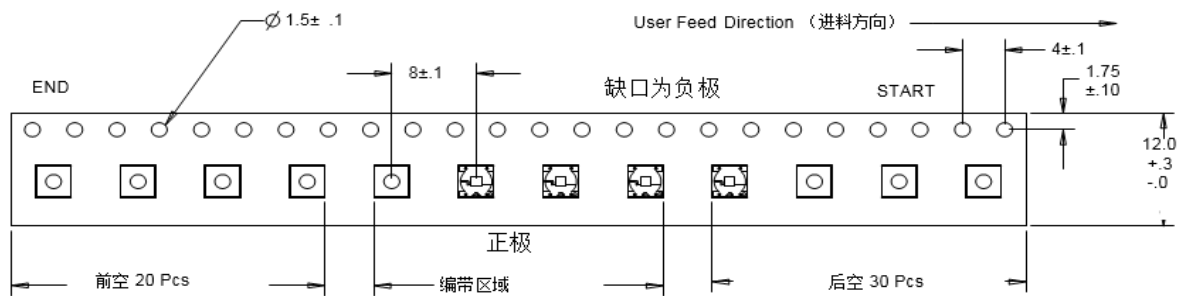 Ø 1.5± .1
User Feed Direction （进料方向）
4±.1
8±.1
1.75
±.10
END
缺口为负极
START
12.0
+.3
-.0
正极
前空 20 Pcs
编带区域
后空 30 Pcs